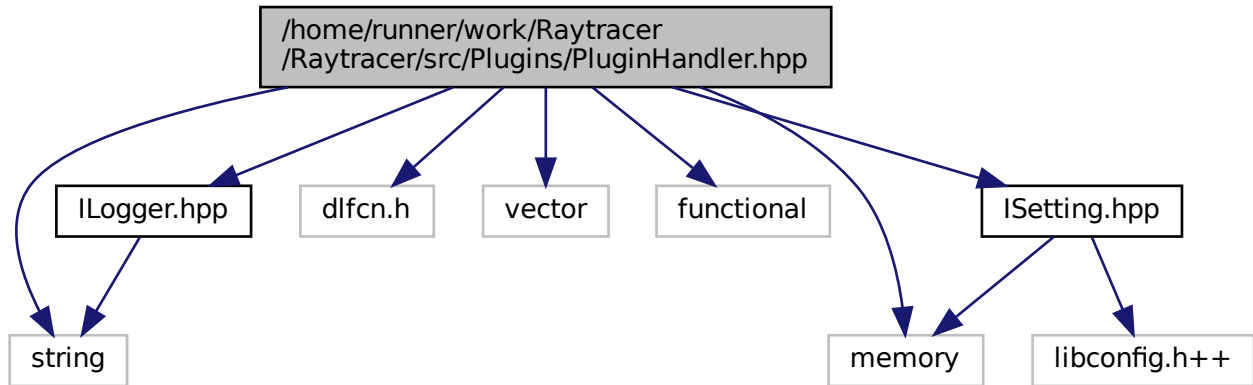 /home/runner/work/Raytracer
/Raytracer/src/Plugins/PluginHandler.hpp
ILogger.hpp
dlfcn.h
vector
functional
ISetting.hpp
string
memory
libconfig.h++